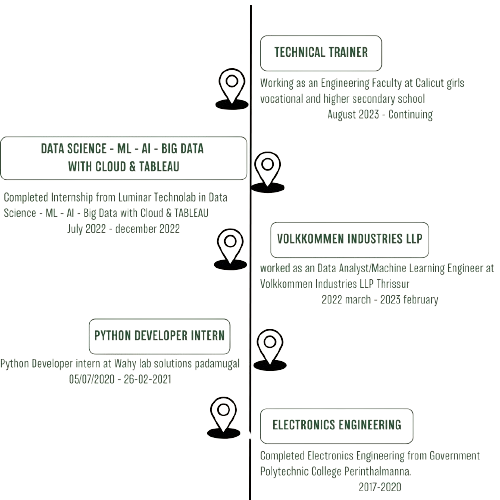 TECHNICAL TRAINER
Working as an Engineering Faculty at Calicut girls
vocational and higher secondary school
August 2023 - Continuing
DATA SCIENCE - ML - AI - BIG DATA
WITH CLOUD & TABLEAU
Completed Internship from Luminar Technolab in Data
Science - ML - AI - Big Data with Cloud & TABLEAU
July 2022 - december 2022
VOLKKOMMEN INDUSTRIES LLP
worked as an Data Analyst/Machine Learning Engineer at
Volkkommen Industries LLP Thrissur
2022 march - 2023 february
PYTHON DEVELOPER INTERN
Python Developer intern at Wahy lab solutions padamugal
05/07/2020 - 26-02-2021
ELECTRONICS ENGINEERING
Completed Electronics Engineering from Government
Polytechnic College Perinthalmanna.
2017-2020